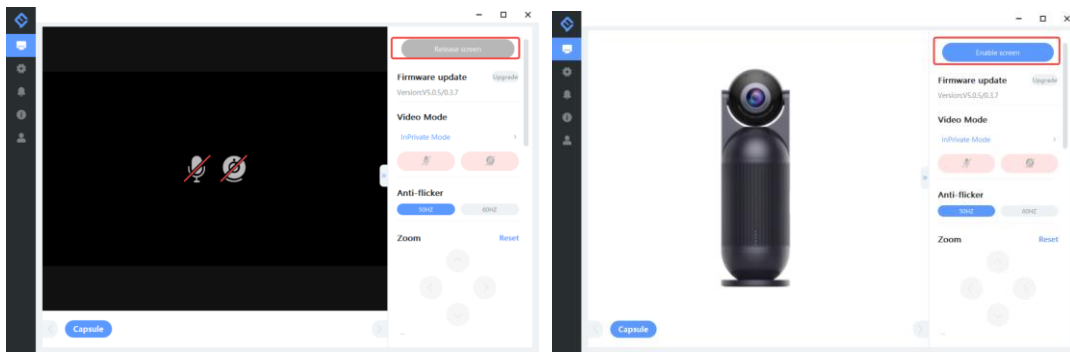 Release screen
Firmware update Upgrade
Version:V5.0.5/0.3.7
Video Mode
InPrivate Mode
Anti-flicker
50HZ 60HZ
Zoom Reset
Capsule
Enable screen
Firmware update Upgrade
Version:V5.0.5/0.3.7
Video Mode
InPrivate Mode
Anti-flicker
50HZ 60HZ
Zoom Reset
Capsule